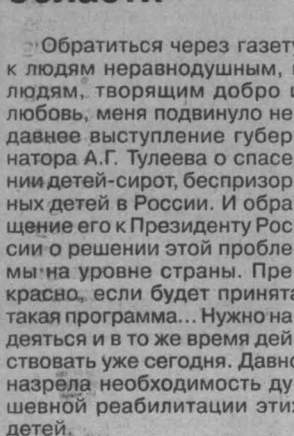 области
Обратиться через газету
к людям неравнодушным,
людям, творящим добро и
любовь, меня подвинуло не
давнее выступление губер
натора А.Г. Тулеева о спасе
нии детей-сирот, беспризор
ных детей в России. И обра
щение его к Президенту Рос
сии о решении этой пробле
мы на уровне страны. Пре
красно, если будет принята
такая программа... Нужно на
деяться и в то же время дей
ствовать уже сегодня. Давно
назрела необходимость ду
шевной реабилитации этих
детей.